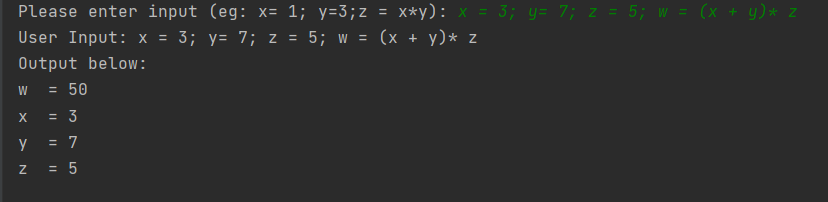 Please enter input (eg: x= 1; y=3;z = x*y): x = 3; y= 7; z = 5; w = (x + y)* z
User Input: x = 3; y= 7; z = 5; w = (x + y)* z
Output below:
w  = 50
x  = 3
y  = 7
z  = 5